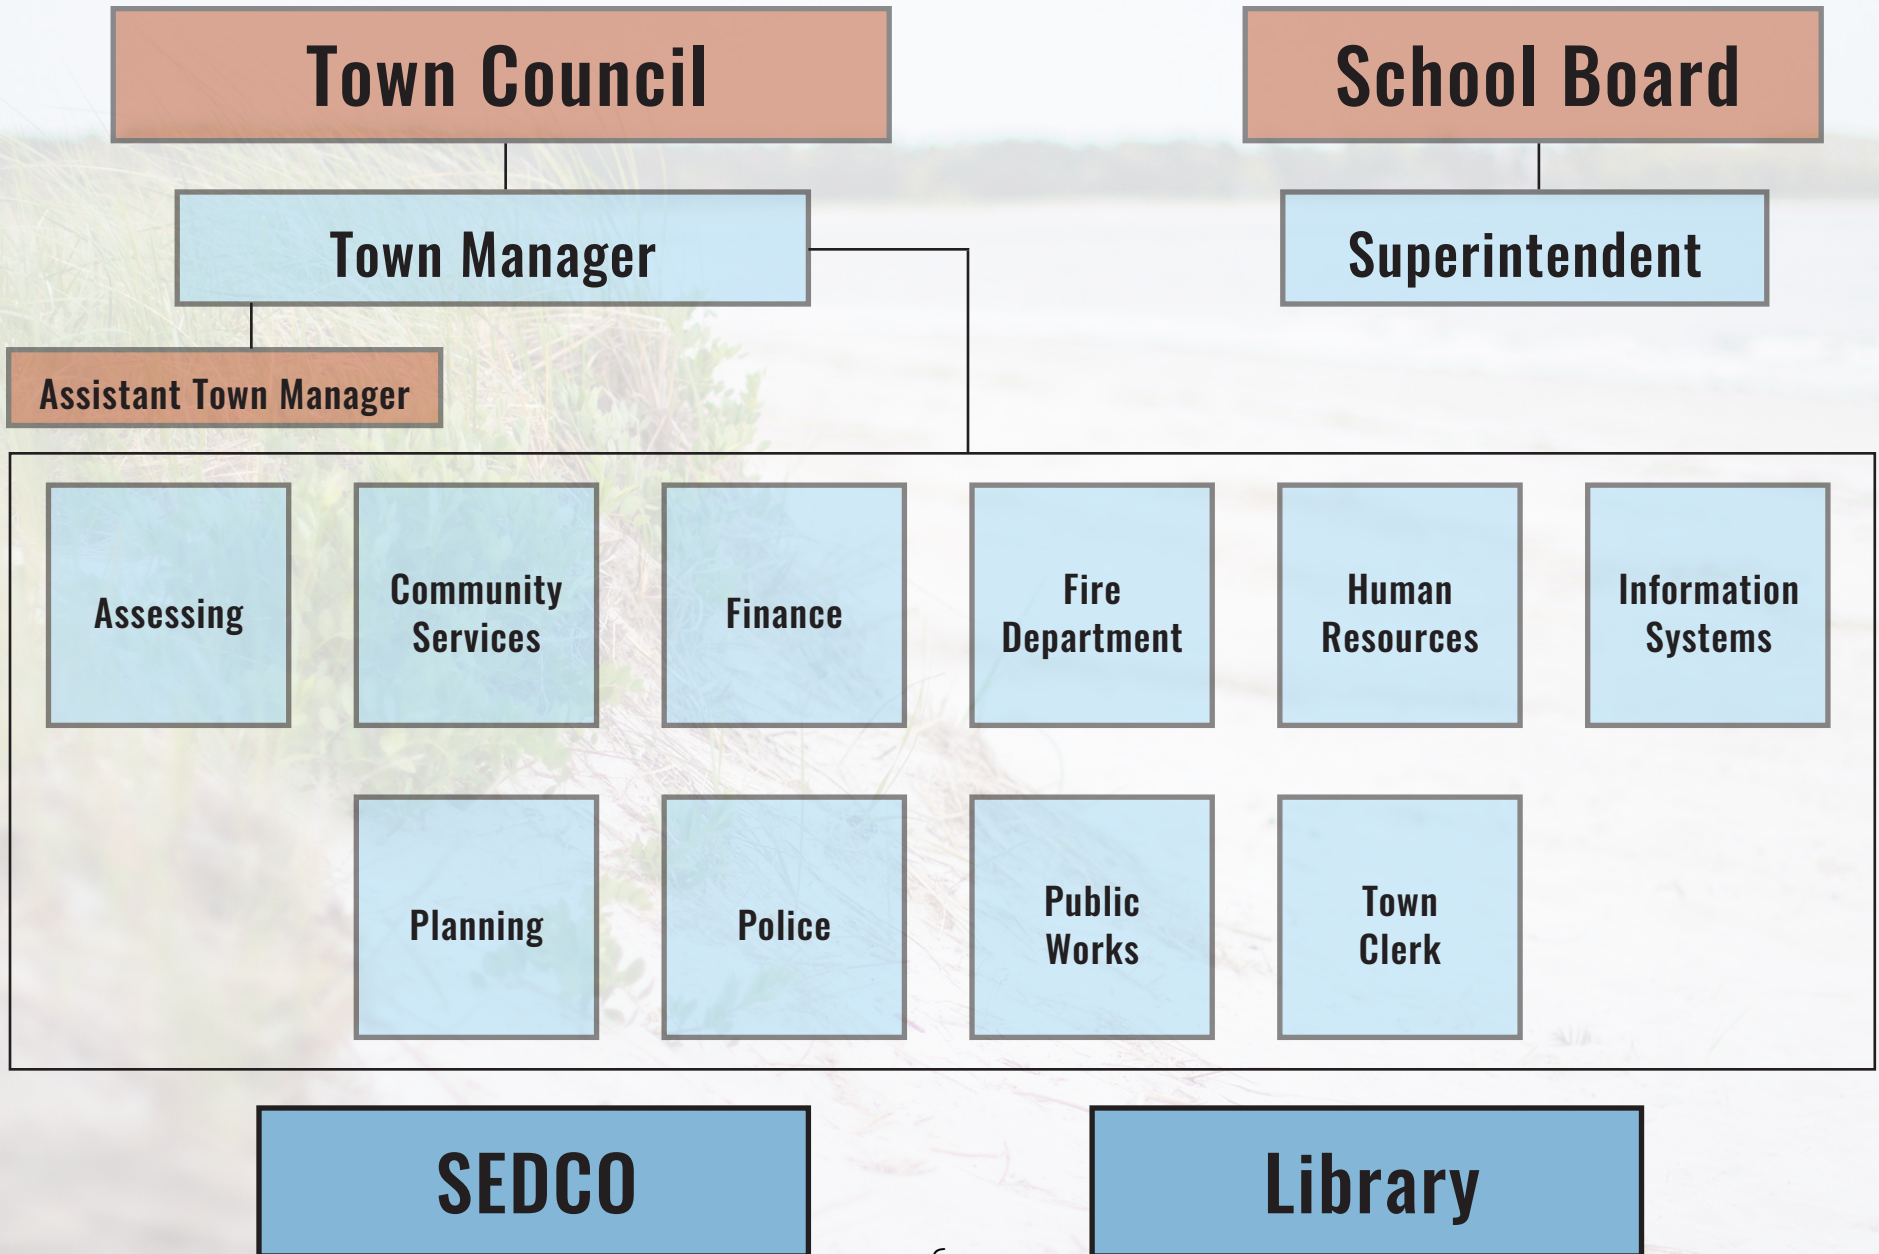 Town Council
School Board
Town Manager
Superintendent
Assistant Town Manager
Assessing
Community
Services
Finance
Fire
Department
Human
Resources
Information
Systems
Planning
Police
Public
Works
Town
Clerk
SEDCO
Library